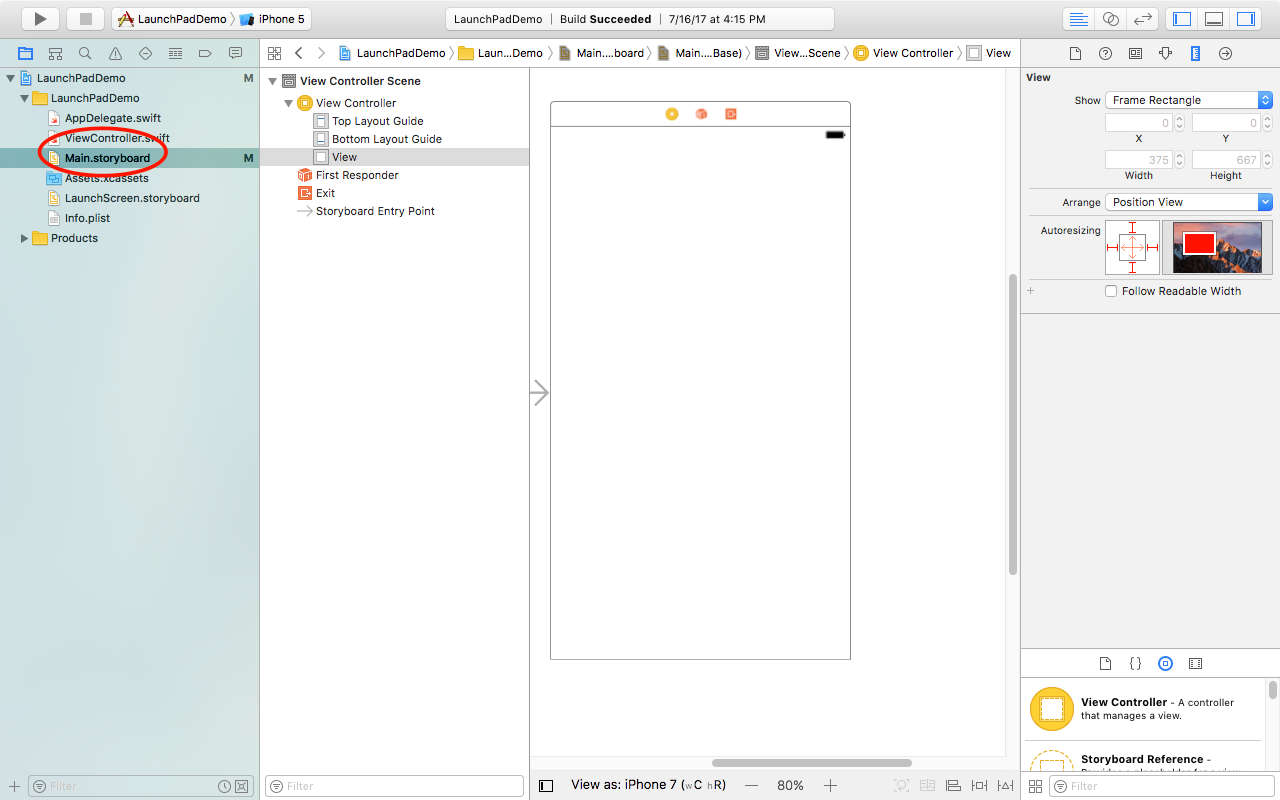 LaunchPadDemo iPhone 5
LaunchPadDemo Build Succeeded 7/16/17 at 4:15 PM
LaunchPadDemo Laun...Demo Main....board Main....Base) View...Scene View Controller View
LaunchPadDemo M
LaunchPadDemo
AppDelegate.swift
ViewController.swift
Main.storyboard M
Assets.xcassets
LaunchScreen.storyboard
Info.plist
Products
Filter
View Controller Scene
View Controller
Top Layout Guide
Bottom Layout Guide
View
First Responder
Exit
Storyboard Entry Point
Filter
View as: iPhone 7 (wC hR) — 80% +
View
Show Frame Rectangle
0 0
X Y
375 667
Width Height
Arrange Position View
Autoresizing
+ Follow Readable Width
{}
View Controller - A controller
that manages a view.
Storyboard Reference -
Provides a placeholder for a view
Filter